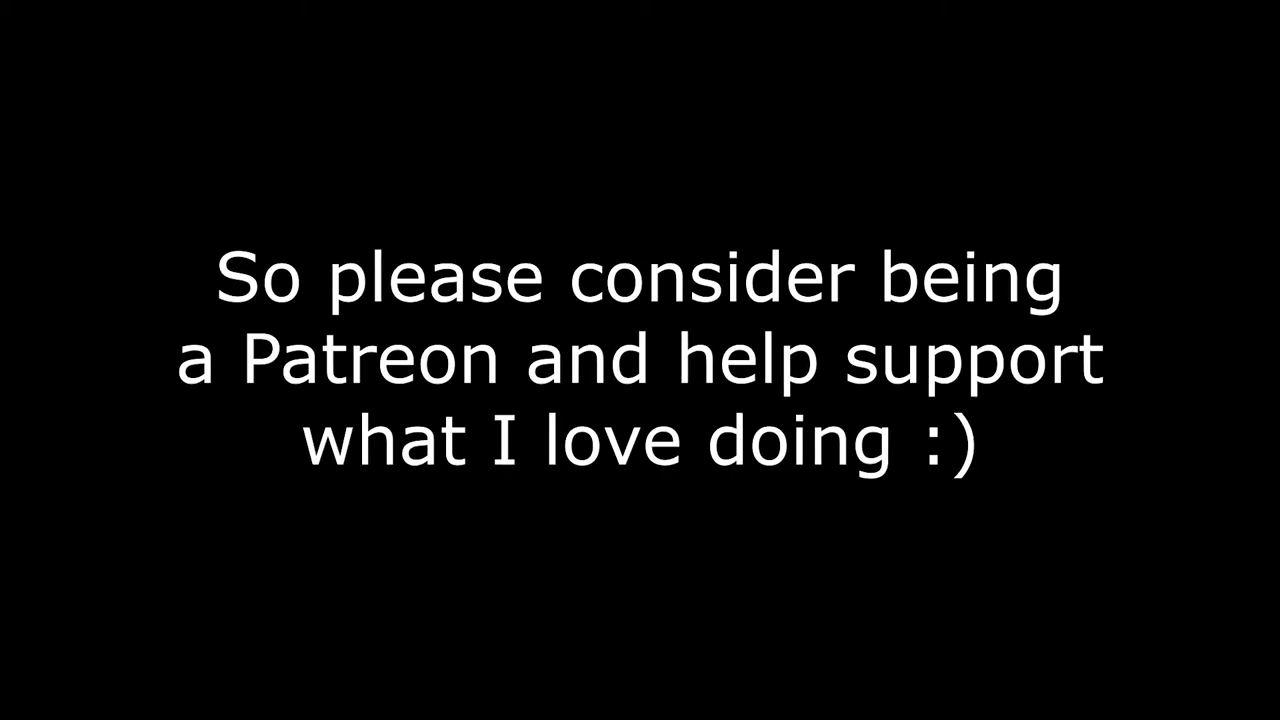 So please consider being
a Patreon and help support
what I love doing :)